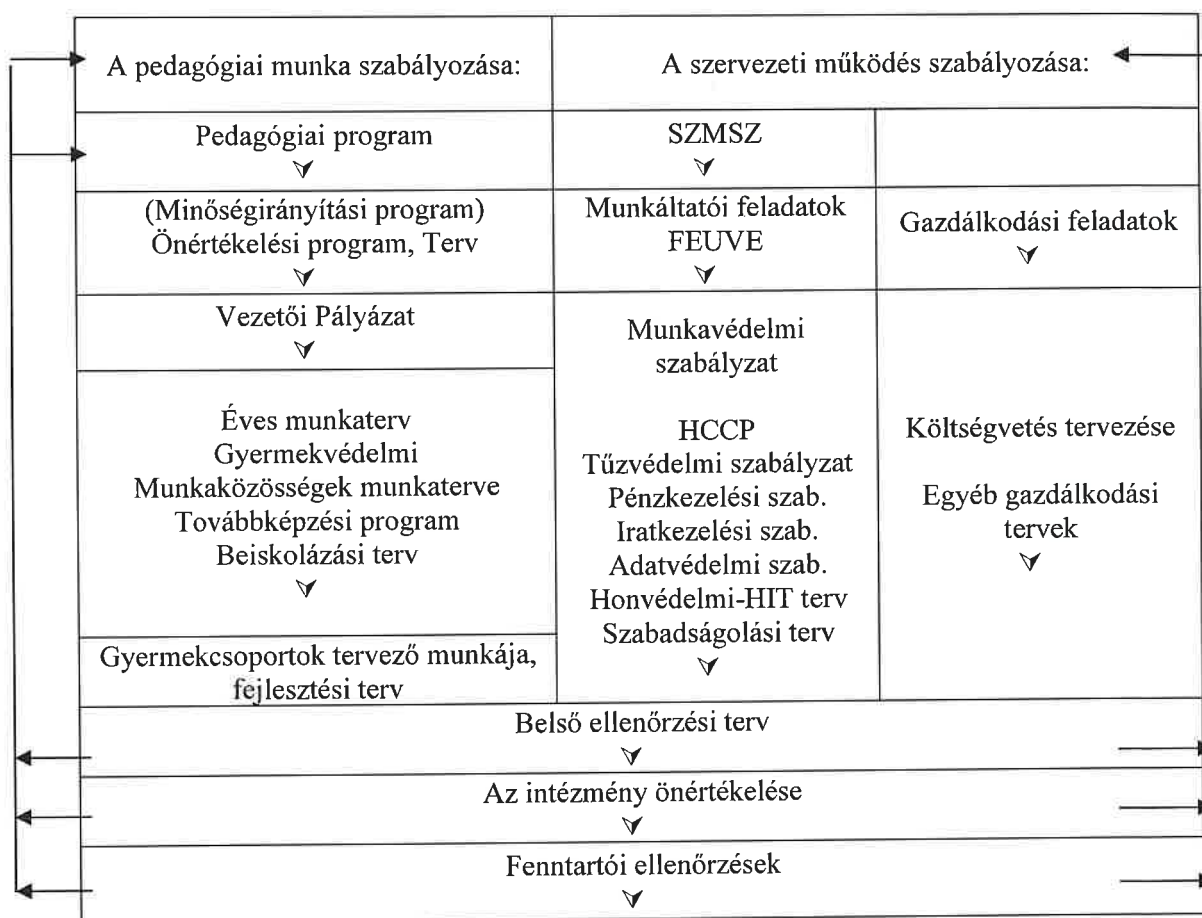 A pedagógiai munka szabályozása:
A szervezeti működés szabályozása:
Pedagógiai program
SZMSZ
(Minőségirányítási program)
Önértékelési program, Terv
Munkáltatói feladatok
FEUVE
Gazdálkodási feladatok
Vezetői Pályázat
Éves munkaterv
Gyermekvédelmi
Munkaközösségek munkaterve
Továbbképzési program
Beiskolázási terv
Gyermekcsoportok tervező munkája,
fejlesztési terv
Munkavédelmi
szabályzat
HCCP
Tűzvédelmi szabályzat
Pénzkezelési szab.
Iratkezelési szab.
Adatvédelmi szab.
Honvédelmi-HIT terv
Szabadságolási terv
Költségvetés tervezése
Egyéb gazdálkodási
tervek
Belső ellenőrzési terv
Az intézmény önértékelése
Fenntartói ellenőrzések